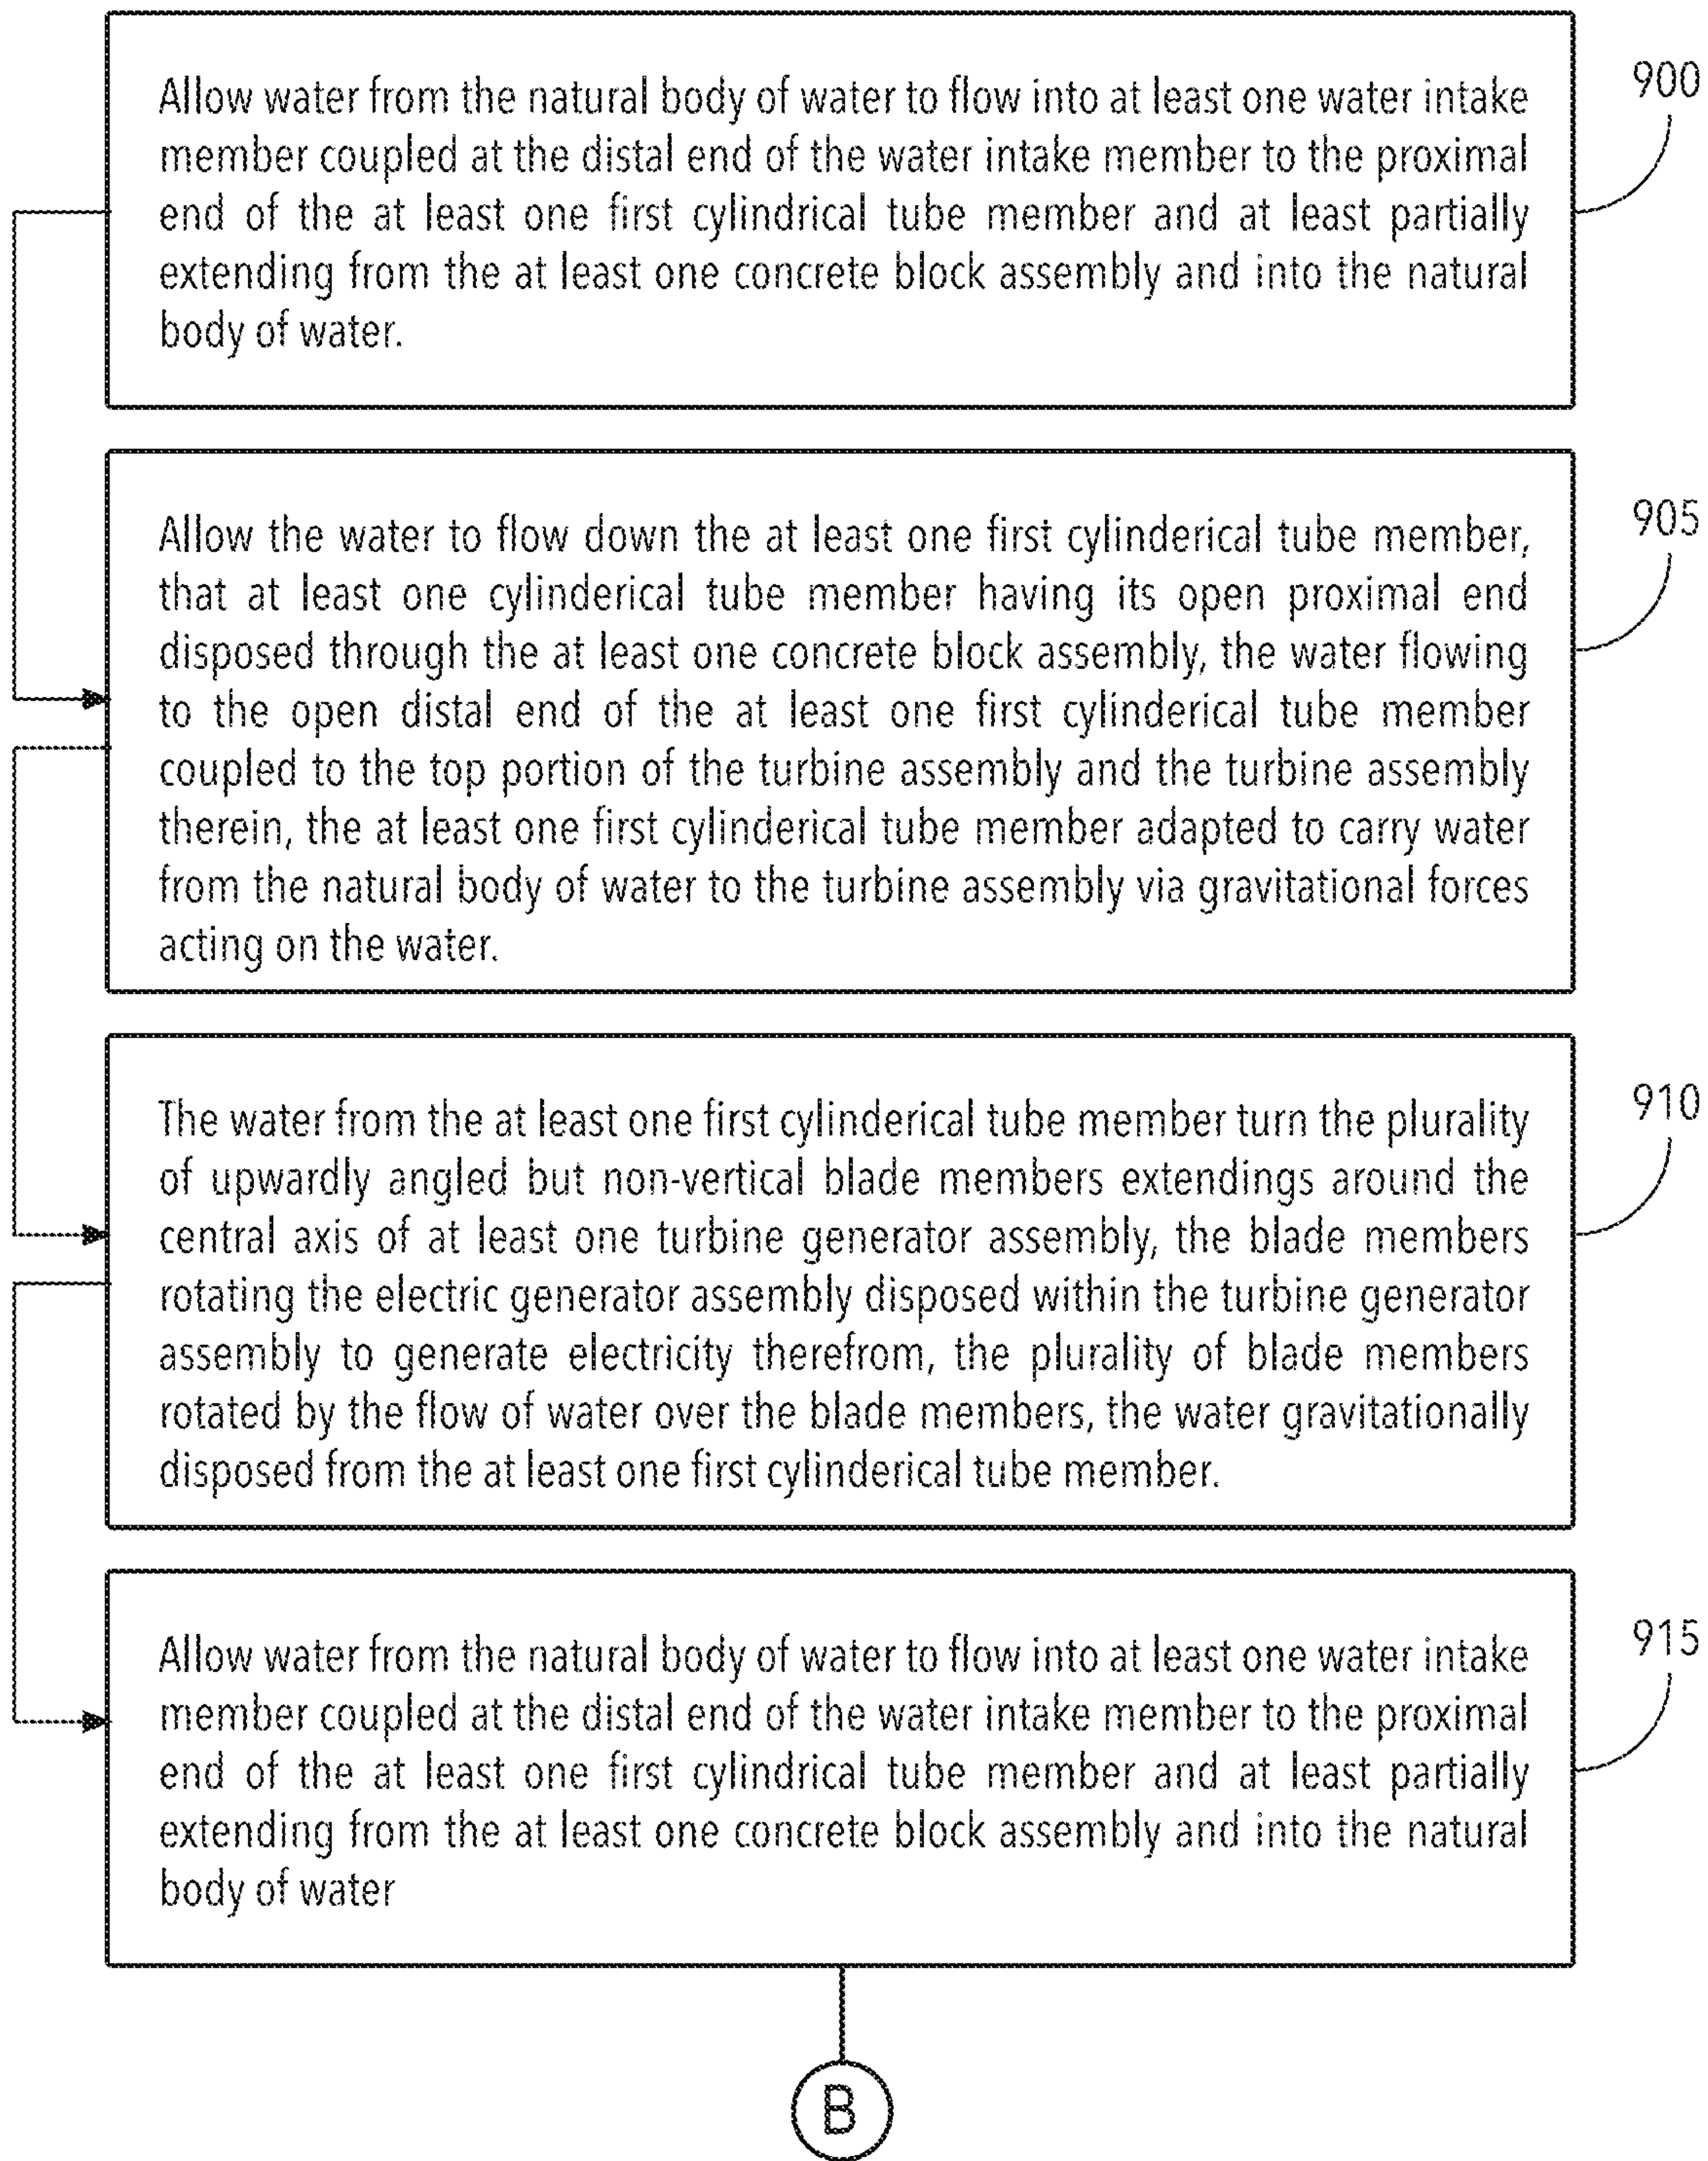 Allow water from the natural body of water to flow into at least one water intake
member coupled at the distal end of the water intake member to the proximal
end of the at least one first cylindrical tube member and at least partially
extending from the at least one concrete block assembly and into the natural
body of water.
900
Allow the water to flow down the at least one first cylinderical tube member,
that at least one cylinderical tube member having its open proximal end
disposed through the at least one concrete block assembly, the water flowing
to the open distal end of the at least one first cylinderical tube member
coupled to the top portion of the turbine assembly and the turbine assembly
therein, the at least one first cylinderical tube member adapted to carry water
from the natural body of water to the turbine assembly via gravitational forces
acting on the water.
905
The water from the at least one first cylinderical tube member turn the plurality
of upwardly angled but non-vertical blade members extendings around the
central axis of at least one turbine generator assembly, the blade members
rotating the electric generator assembly disposed within the turbine generator
assembly to generate electricity therefrom, the plurality of blade members
rotated by the flow of water over the blade members, the water gravitationally
disposed from the at least one first cylinderical tube member.
910
Allow water from the natural body of water to flow into at least one water intake
member coupled at the distal end of the water intake member to the proximal
end of the at least one first cylindrical tube member and at least partially
extending from the at least one concrete block assembly and into the natural
body of water
915
B